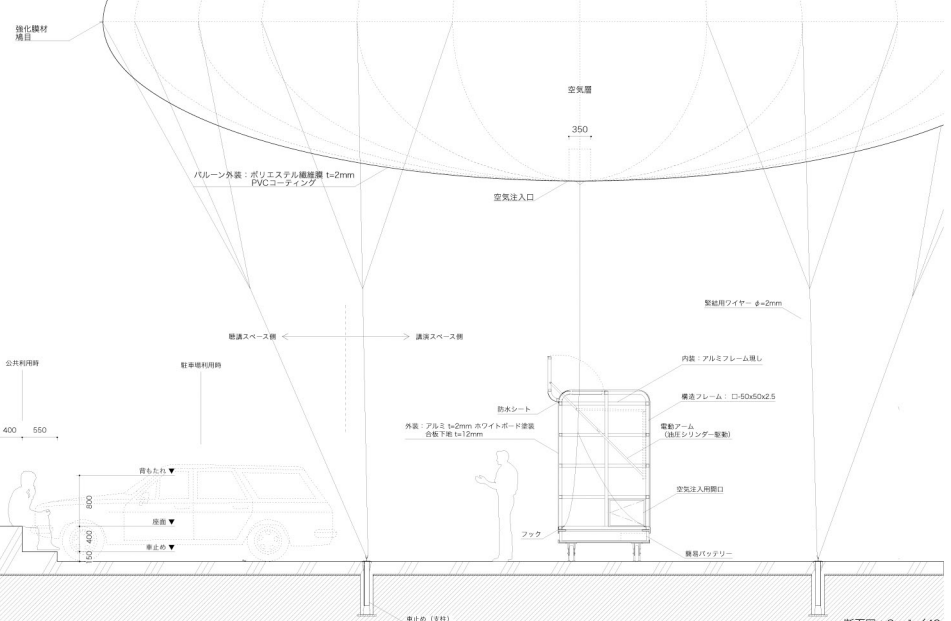 強化膜材
鳩目
空気層
350
バルーン外装：ポリエステル繊維膜 t=2mm
PVCコーティング
空気注入口
緊結用ワイヤー φ=2mm
聴講スペース側
講演スペース側
公共利用時
駐車場利用時
内装：アルミフレーム現し
防水シート
構造フレーム：□-50x50x2.5
外装：アルミ t=2mm ホワイトボード塗装
合板下地 t=12mm
電動アーム
（油圧シリンダー駆動）
400
550
背もたれ▼
800
空気注入用開口
座面▼
400
フック
車止め▼
150
簡易バッテリー
車止め（支柱）